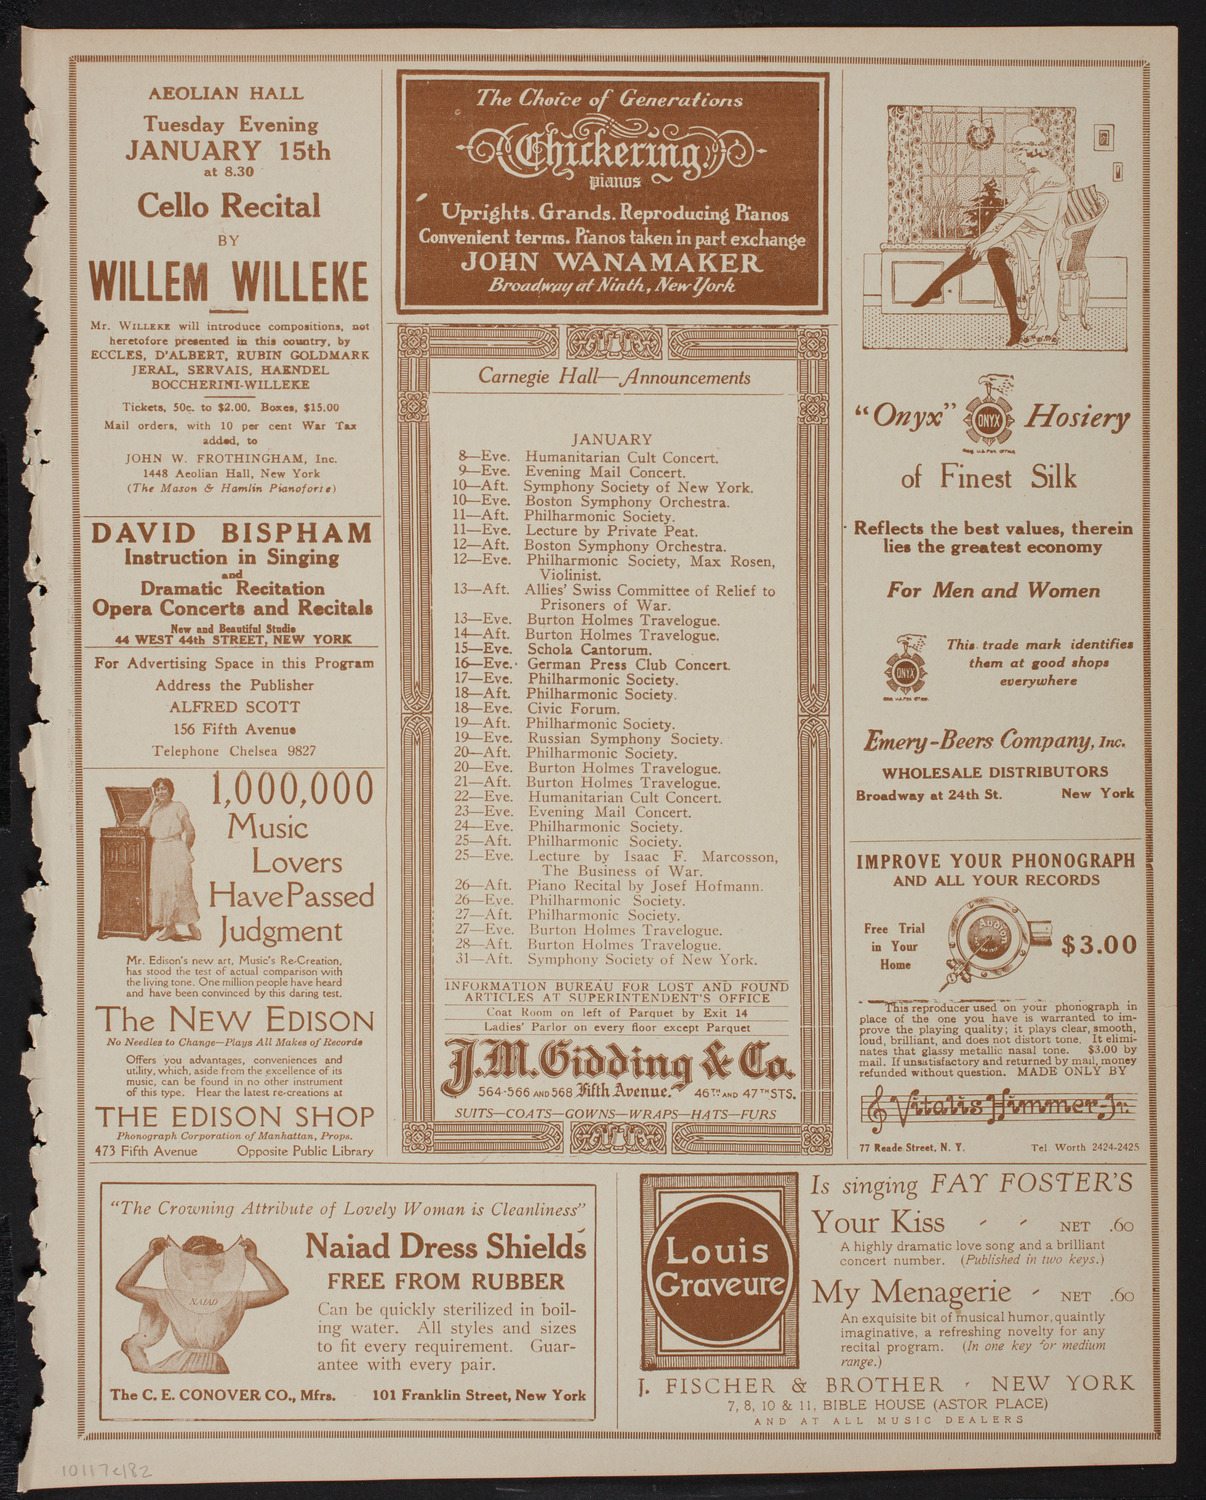 AEOLIAN HALL
Tuesday Evening
JANUARY 15th
at 8.30
Cello Recital
BY
WILLEM WILLEKE
Mr. WILLEKE will introduce compositions, not
heretofore presented in this country, by
ECCLES, D'ALBERT, RUBIN GOLDMARK
JERAL, SERVAIS, HAENDEL
BOCCHERINI-WILLEKE
Tickets, 50c. to $2.00. Boxes, $15.00
Mail orders, with 10 per cent War Tax
added, to
JOHN W. FROTHINGHAM, Inc.
1448 Aeolian Hall, New York
(The Mason & Hamlin Pianoforte)
DAVID BISPHAM
Instruction in Singing
and
Dramatic Recitation
Opera Concerts and Recitals
New and Beautiful Studio
44 WEST 44th STREET, NEW YORK
For Advertising Space in this Program
Address the Publisher
ALFRED SCOTT
156 Fifth Avenue
Telephone Chelsea 9827
1,000,000
Music
Lovers
Have Passed
Judgment
Mr. Edison's new art, Music's Re-Creation,
has stood the test of actual comparison with
the living tone. One million people have heard
and have been convinced by this daring test.
The NEW EDISON
No Needles to Change—Plays All Makes of Records
Offers you advantages, conveniences and
utility, which, aside from the excellence of its
music, can be found in no other instrument
of this type. Hear the latest re-creations at
THE EDISON SHOP
Phonograph Corporation of Manhattan, Props.
473 Fifth Avenue Opposite Public Library
The Choice of Generations
Chickering
pianos
Uprights. Grands. Reproducing Pianos
Convenient terms. Pianos taken in part exchange
JOHN WANAMAKER
Broadway at Ninth, New York
Carnegie Hall—Announcements
JANUARY
8—Eve. Humanitarian Cult Concert.
9—Eve. Evening Mail Concert.
10—Aft. Symphony Society of New York.
10—Eve. Boston Symphony Orchestra.
11—Aft. Philharmonic Society.
11—Eve. Lecture by Private Peat.
12—Aft. Boston Symphony Orchestra.
12—Eve. Philharmonic Society, Max Rosen,
Violinist.
13—Aft. Allies' Swiss Committee of Relief to
Prisoners of War.
13—Eve. Burton Holmes Travelogue.
14—Aft. Burton Holmes Travelogue.
15—Eve. Schola Cantorum.
16—Eve. German Press Club Concert.
17—Eve. Philharmonic Society.
18—Aft. Philharmonic Society.
18—Eve. Civic Forum.
19—Aft. Philharmonic Society.
19—Eve. Russian Symphony Society.
20—Aft. Philharmonic Society.
20—Eve. Burton Holmes Travelogue.
21—Aft. Burton Holmes Travelogue.
22—Eve. Humanitarian Cult Concert.
23—Eve. Evening Mail Concert.
24—Eve. Philharmonic Society.
25—Aft. Philharmonic Society.
25—Eve. Lecture by Isaac F. Marcosson,
The Business of War.
26—Aft. Piano Recital by Josef Hofmann.
26—Eve. Philharmonic Society.
27—Aft. Philharmonic Society.
27—Eve. Burton Holmes Travelogue.
28—Aft. Burton Holmes Travelogue.
31—Aft. Symphony Society of New York.
INFORMATION BUREAU FOR LOST AND FOUND
ARTICLES AT SUPERINTENDENT'S OFFICE
Coat Room on left of Parquet by Exit 14
Ladies' Parlor on every floor except Parquet
J.M. Gidding & Co.
564-566 AND 568 Fifth Avenue. 46TH AND 47TH STS.
SUITS—COATS—GOWNS—WRAPS—HATS—FURS
"Onyx" ONYX Hosiery
REG. U.S. PAT. OFFICE
of Finest Silk
Reflects the best values, therein
lies the greatest economy
For Men and Women
ONYX
REG. U.S. PAT. OFFICE
This trade mark identifies
them at good shops
everywhere
Emery-Beers Company, Inc.
WHOLESALE DISTRIBUTORS
Broadway at 24th St. New York
IMPROVE YOUR PHONOGRAPH
AND ALL YOUR RECORDS
Free Trial
in Your
Home
$3.00
This reproducer used on your phonograph in
place of the one you have is warranted to im-
prove the playing quality; it plays clear, smooth,
loud, brilliant, and does not distort tone. It elimi-
nates that glassy metallic nasal tone. $3.00 by
mail. If unsatisfactory and returned by mail, money
refunded without question. MADE ONLY BY
Vitalis Himmer Jr.
77 Reade Street, N. Y. Tel Worth 2424-2425
"The Crowning Attribute of Lovely Woman is Cleanliness"
NAIAD
Naiad Dress Shields
FREE FROM RUBBER
Can be quickly sterilized in boil-
ing water. All styles and sizes
to fit every requirement. Guar-
antee with every pair.
The C. E. CONOVER CO., Mfrs. 101 Franklin Street, New York
Louis
Graveure
Is singing FAY FOSTER'S
Your Kiss - - NET .60
A highly dramatic love song and a brilliant
concert number. (Published in two keys.)
My Menagerie - NET .60
An exquisite bit of musical humor, quaintly
imaginative, a refreshing novelty for any
recital program. (In one key for medium
range.)
J. FISCHER & BROTHER - NEW YORK
7, 8, 10 & 11, BIBLE HOUSE (ASTOR PLACE)
AND AT ALL MUSIC DEALERS
10117e182